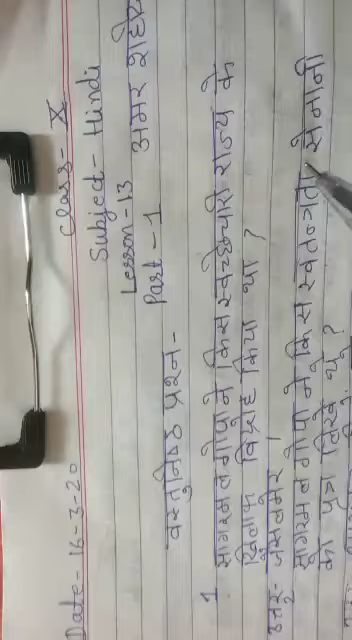 Date- 16-3-20
Class- X
Subject- Hindi
Lesson-13
Part-1
अमर शहीद
वस्तुनिष्ठ प्रश्न-
1 सागरमल गोपा ने किस स्वेच्छाचारी राज्य के
खिलाफ विद्रोह किया था ?
उत्तर- जैसलमेर।
सागरमल गोपा ने किस स्वतन्त्रता सेनानी
को पत्र लिखे थे ?